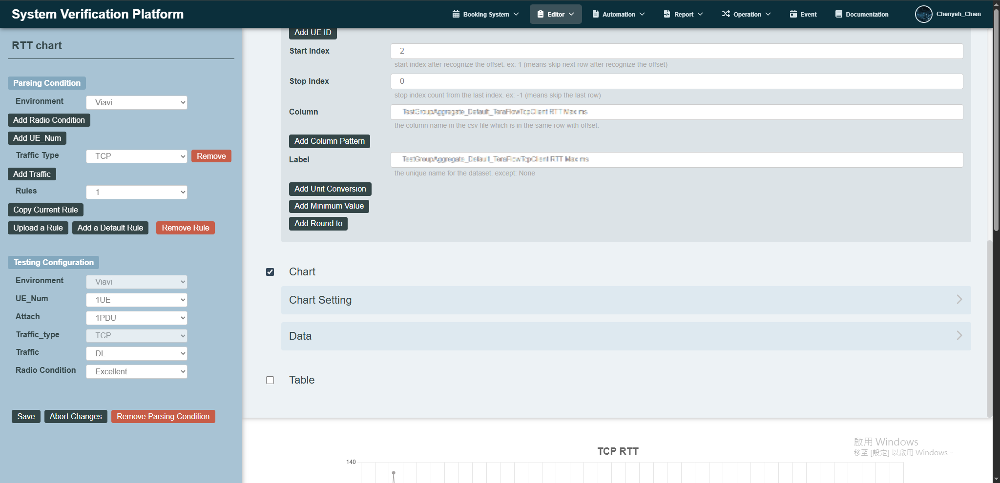 System Verification Platform
Booking System
Editor
Automation
Report
Operation
Event
Documentation
Chenyeh_Chien
RTT chart
Parsing Condition
Environment
Viavi
Add Radio Condition
Add UE_Num
Traffic Type
TCP
Remove
Add Traffic
Rules
1
Copy Current Rule
Upload a Rule
Add a Default Rule
Remove Rule
Testing Configuration
Environment
Viavi
UE_Num
1UE
Attach
1PDU
Traffic_type
TCP
Traffic
DL
Radio Condition
Excellent
Save
Abort Changes
Remove Parsing Condition
Add UE ID
Start Index
2
start index after recognize the offset. ex: 1 (means skip next row after recognize the offset)
Stop Index
0
stop index count from the last index. ex: -1 (means skip the last row)
Column
TestGroupAggregate_Default_TeraFlowTcpClient RTT Max ms
the column name in the csv file which is in the same row with offset.
Add Column Pattern
Label
TestGroupAggregate_Default_TeraFlowTcpClient RTT Max ms
the unique name for the dataset. except: None
Add Unit Conversion
Add Minimum Value
Add Round to
Chart
Chart Setting
Data
Table
TCP RTT
140
啟用 Windows
移至 [設定] 以啟用 Windows。